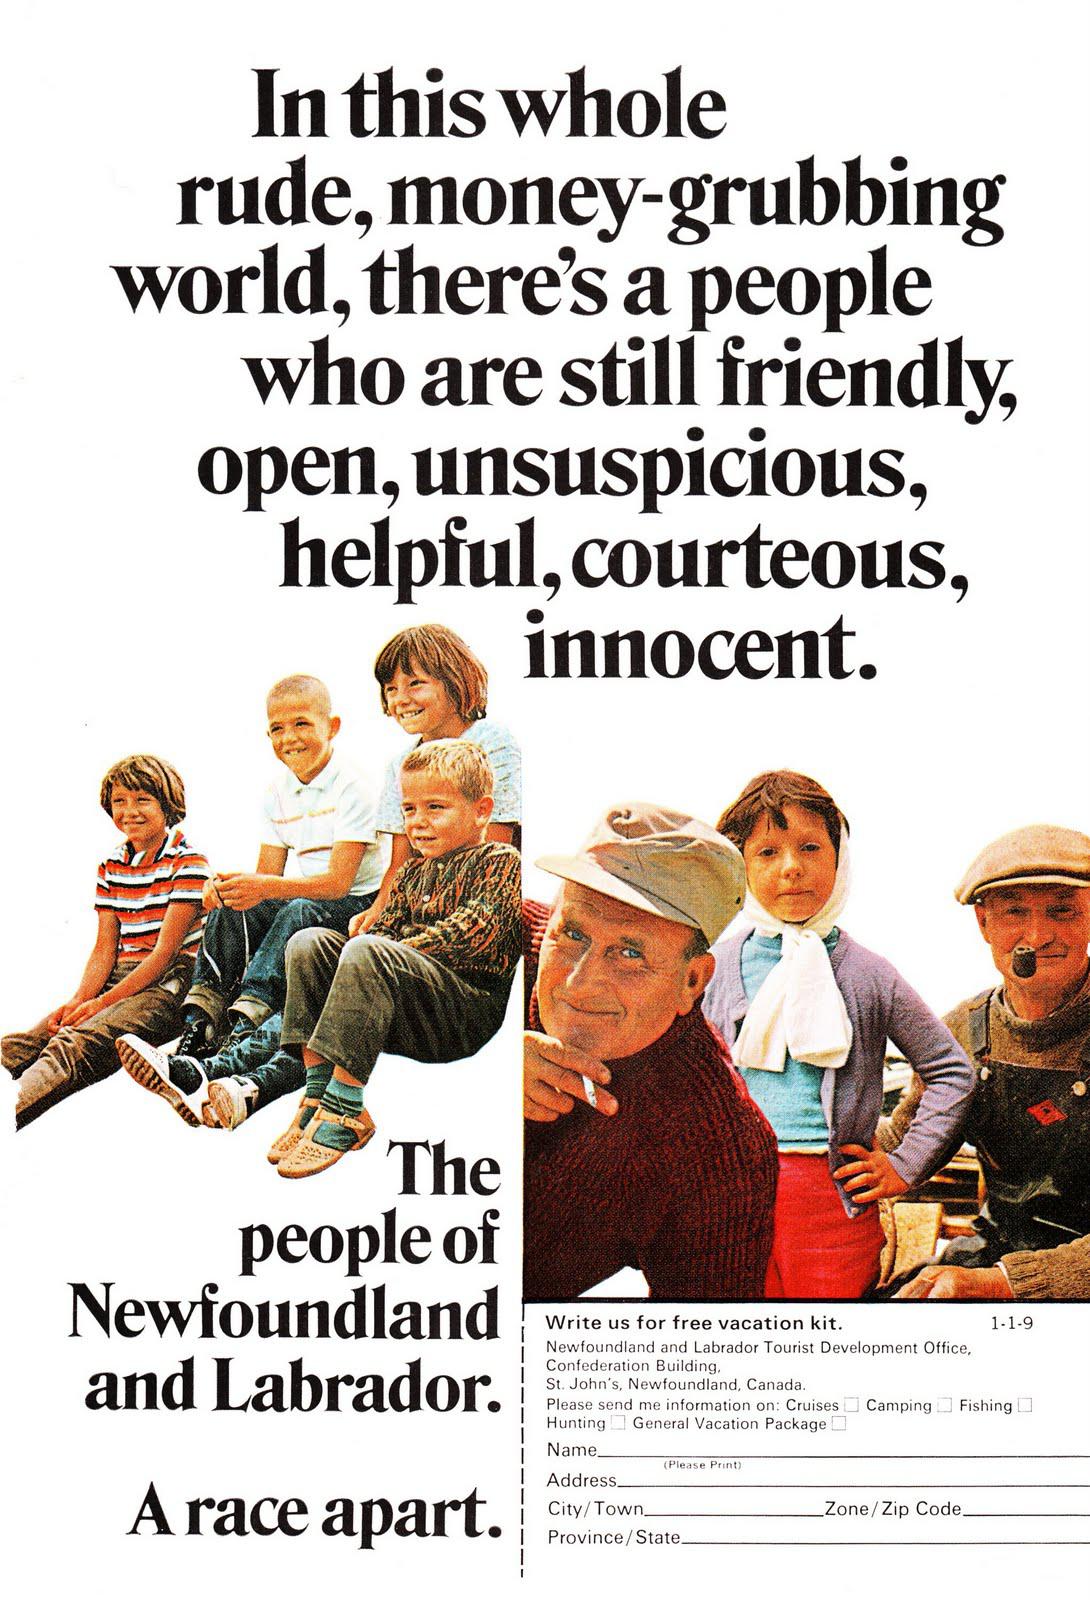 In this whole
rude, money-grubbing
world, there's a people
who are still friendly,
open, unsuspicious,
helpful, courteous,
innocent.
The
people of
Newfoundland
and Labrador.
A race apart.
Write us for free vacation kit. 1-1-9
Newfoundland and Labrador Tourist Development Office,
Confederation Building,
St. John's, Newfoundland, Canada.
Please send me information on: Cruises Camping Fishing
Hunting General Vacation Package
Name
(Please Print)
Address
City/Town Zone/Zip Code
Province/State